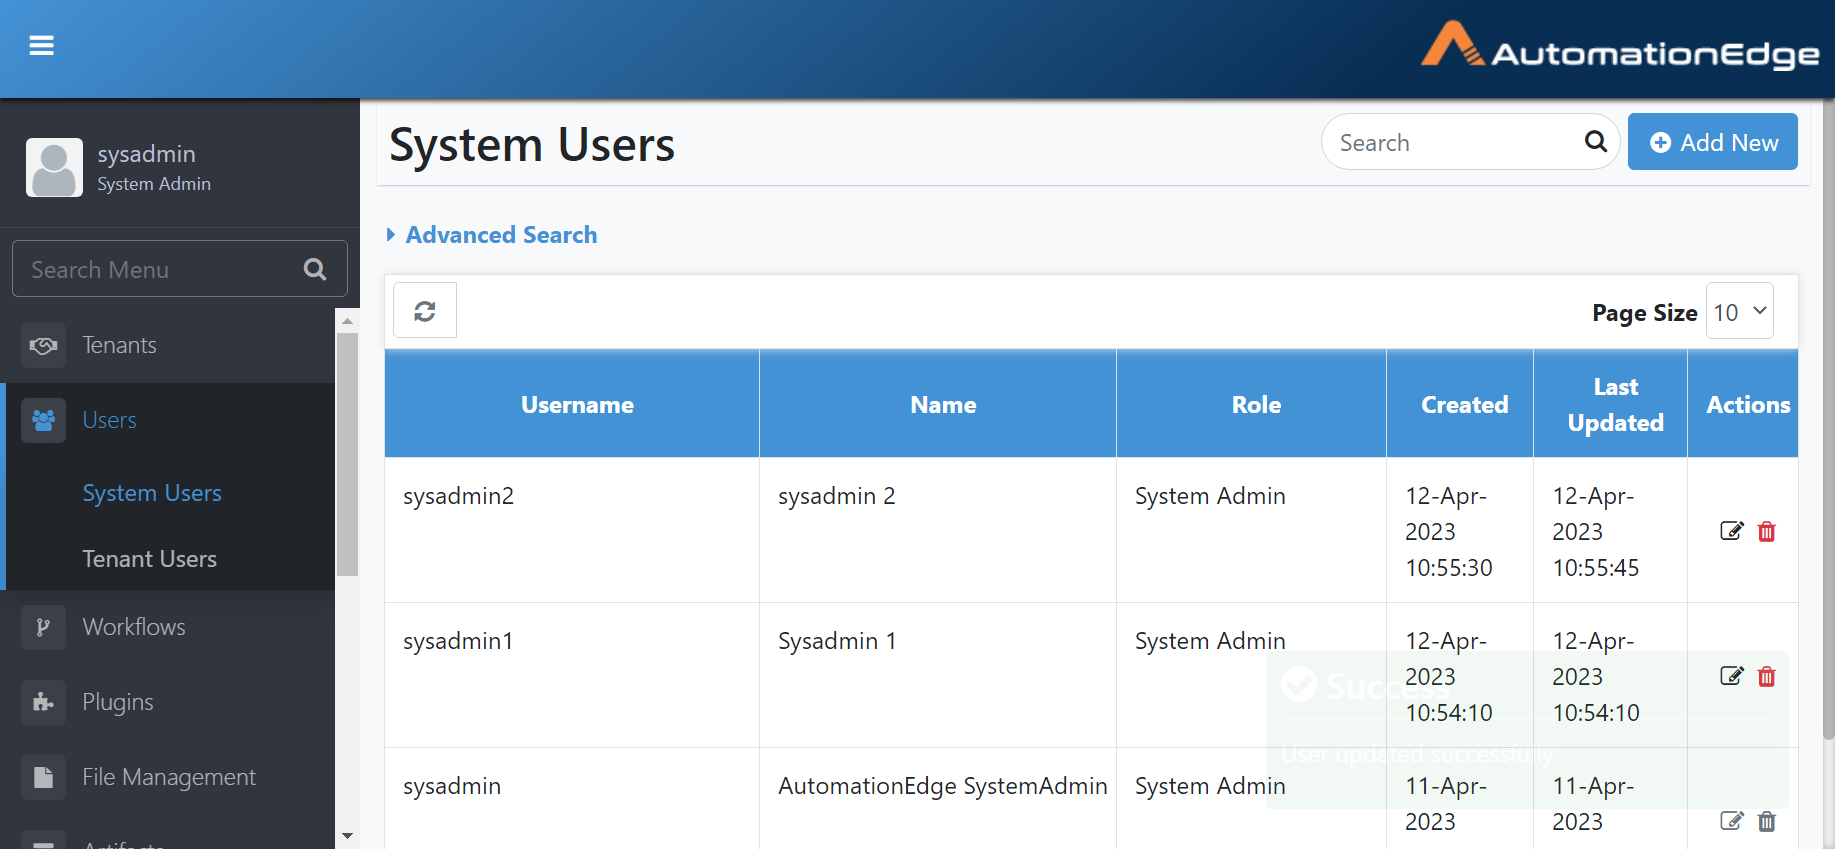 AutomationEdge
sysadmin
System Admin
Search Menu
Tenants
Users
System Users
Tenant Users
Workflows
Plugins
File Management
Artifacts
System Users
Search
Add New
Advanced Search
Page Size 10
Username Name Role Created Last Updated Actions
sysadmin2 sysadmin 2 System Admin 12-Apr-2023 10:55:30 12-Apr-2023 10:55:45
sysadmin1 Sysadmin 1 System Admin 12-Apr-2023 10:54:10 12-Apr-2023 10:54:10
Success
User updated successfully
sysadmin AutomationEdge SystemAdmin System Admin 11-Apr-2023 11-Apr-2023